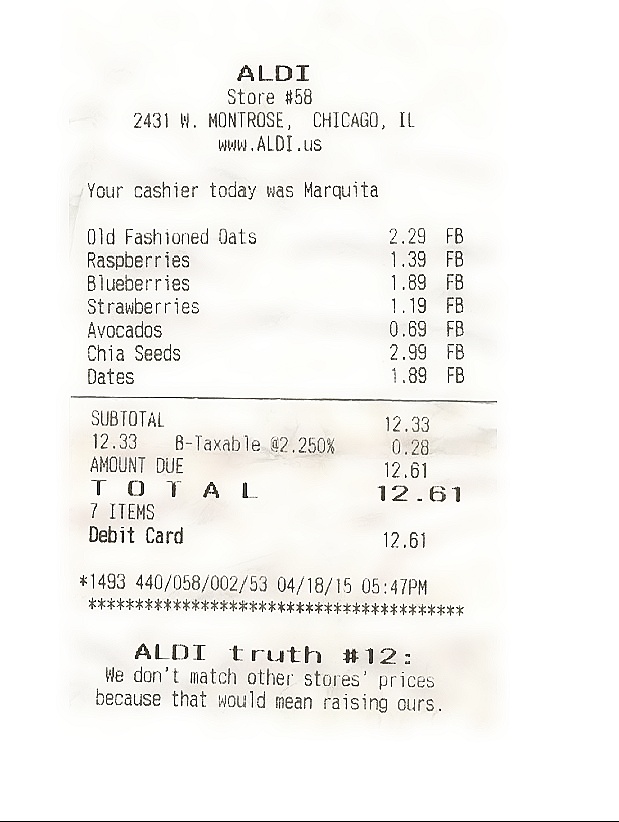 ALDI
Store #58
2431 W. MONTROSE, CHICAGO, IL
www.ALDI.us
Your cashier today was Marquita
Old Fashioned Oats 2.29 FB
Raspberries 1.39 FB
Blueberries 1.89 FB
Strawberries 1.19 FB
Avocados 0.69 FB
Chia Seeds 2.99 FB
Dates 1.89 FB
SUBTOTAL 12.33
12.33 B-Taxable @2.250% 0.28
AMOUNT DUE 12.61
T O T A L 12.61
7 ITEMS
Debit Card 12.61
*1493 440/058/002/53 04/18/15 05:47PM
****************************************
ALDI truth #12:
We don't match other stores' prices
because that would mean raising ours.